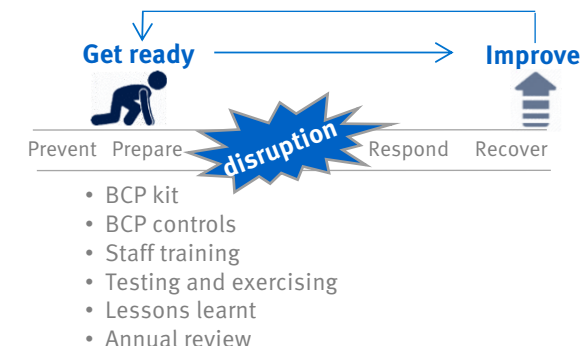 Get ready
Improve
Prevent Prepare disruption Respond Recover
• BCP kit
• BCP controls
• Staff training
• Testing and exercising
• Lessons learnt
• Annual review